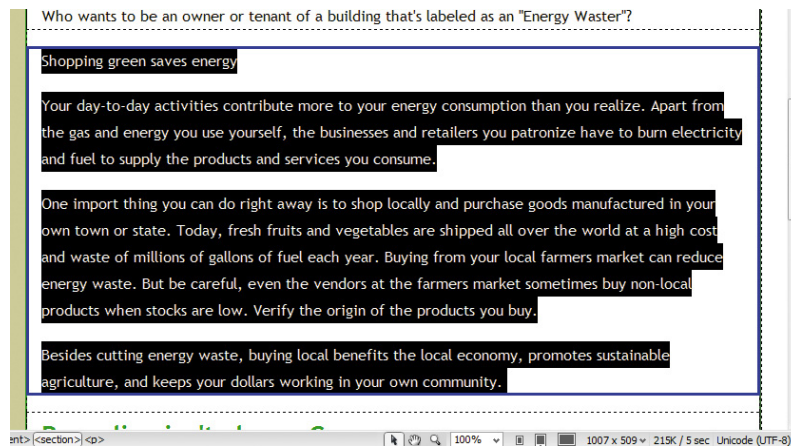 Who wants to be an owner or tenant of a building that's labeled as an "Energy Waster"?
Shopping green saves energy
Your day-to-day activities contribute more to your energy consumption than you realize. Apart from
the gas and energy you use yourself, the businesses and retailers you patronize have to burn electricity
and fuel to supply the products and services you consume.
One import thing you can do right away is to shop locally and purchase goods manufactured in your
own town or state. Today, fresh fruits and vegetables are shipped all over the world at a high cost
and waste of millions of gallons of fuel each year. Buying from your local farmers market can reduce
energy waste. But be careful, even the vendors at the farmers market sometimes buy non-local
products when stocks are low. Verify the origin of the products you buy.
Besides cutting energy waste, buying local benefits the local economy, promotes sustainable
agriculture, and keeps your dollars working in your own community.
ent> <section> <p> 100% 1007 x 509 215K / 5 sec Unicode (UTF-8)